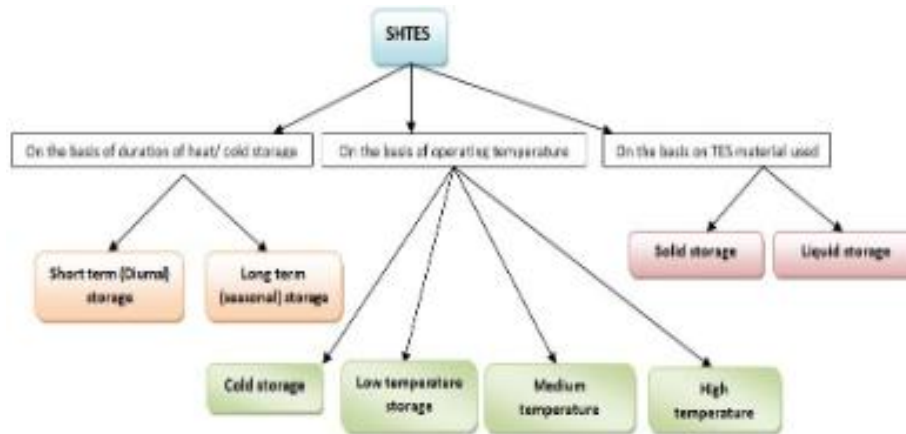 SHTES
On the basis of duration of heat/ cold storage
On the basis of operating temperature
On the basis on TES material used
Solid storage
Liquid storage
Short term (Diurnal)
storage
Long term
(seasonal) storage
Cold storage
Low temperature
storage
Medium
temperature
High
temperature